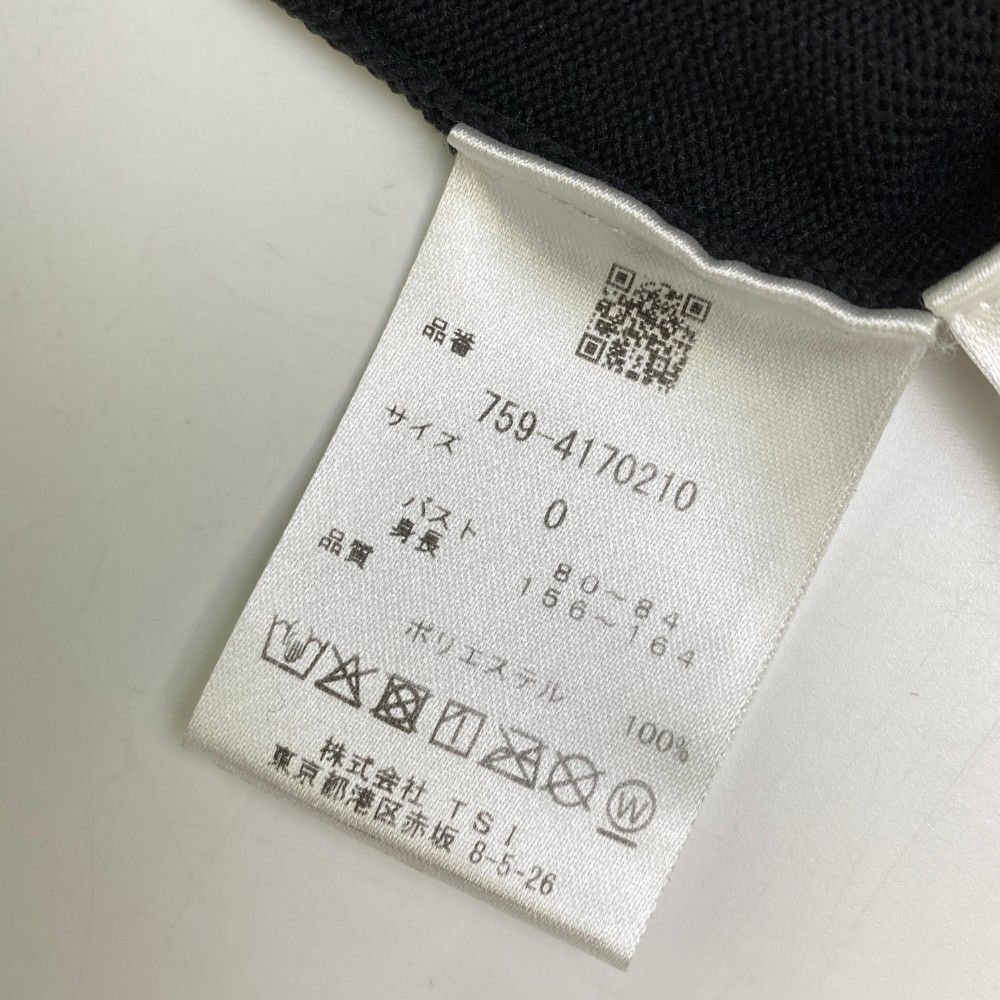 品番
759-4170210
サイズ
0
バスト 80～84
身長 156～164
品質
ポリエステル 100%
W
株式会社 TSI
東京都港区赤坂 8-5-26